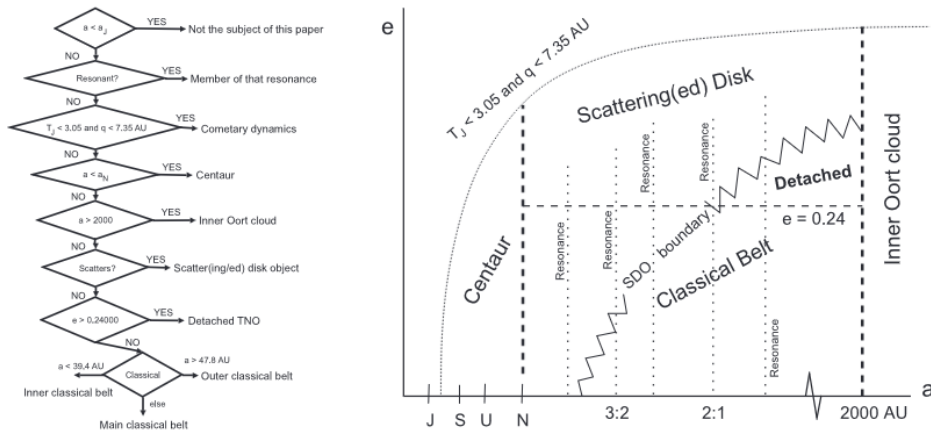 a < aJ
YES
Not the subject of this paper
NO
Resonant?
YES
Member of that resonance
NO
TJ < 3.05 and q < 7.35 AU
YES
Cometary dynamics
NO
a < aN
YES
Centaur
NO
a > 2000
YES
Inner Oort cloud
NO
Scatters?
YES
Scatter(ing/ed) disk object
NO
e > 0.24000
YES
Detached TNO
NO
a < 39.4 AU
Classical
a > 47.8 AU
Inner classical belt
Outer classical belt
else
Main classical belt
e
TJ < 3.05 and q < 7.35 AU
Scattering(ed) Disk
Resonance
Resonance
Resonance
Resonance
Resonance
Detached
e = 0.24
SDO boundary
Classical Belt
Centaur
Inner Oort cloud
J
S
U
N
3:2
2:1
2000 AU
a